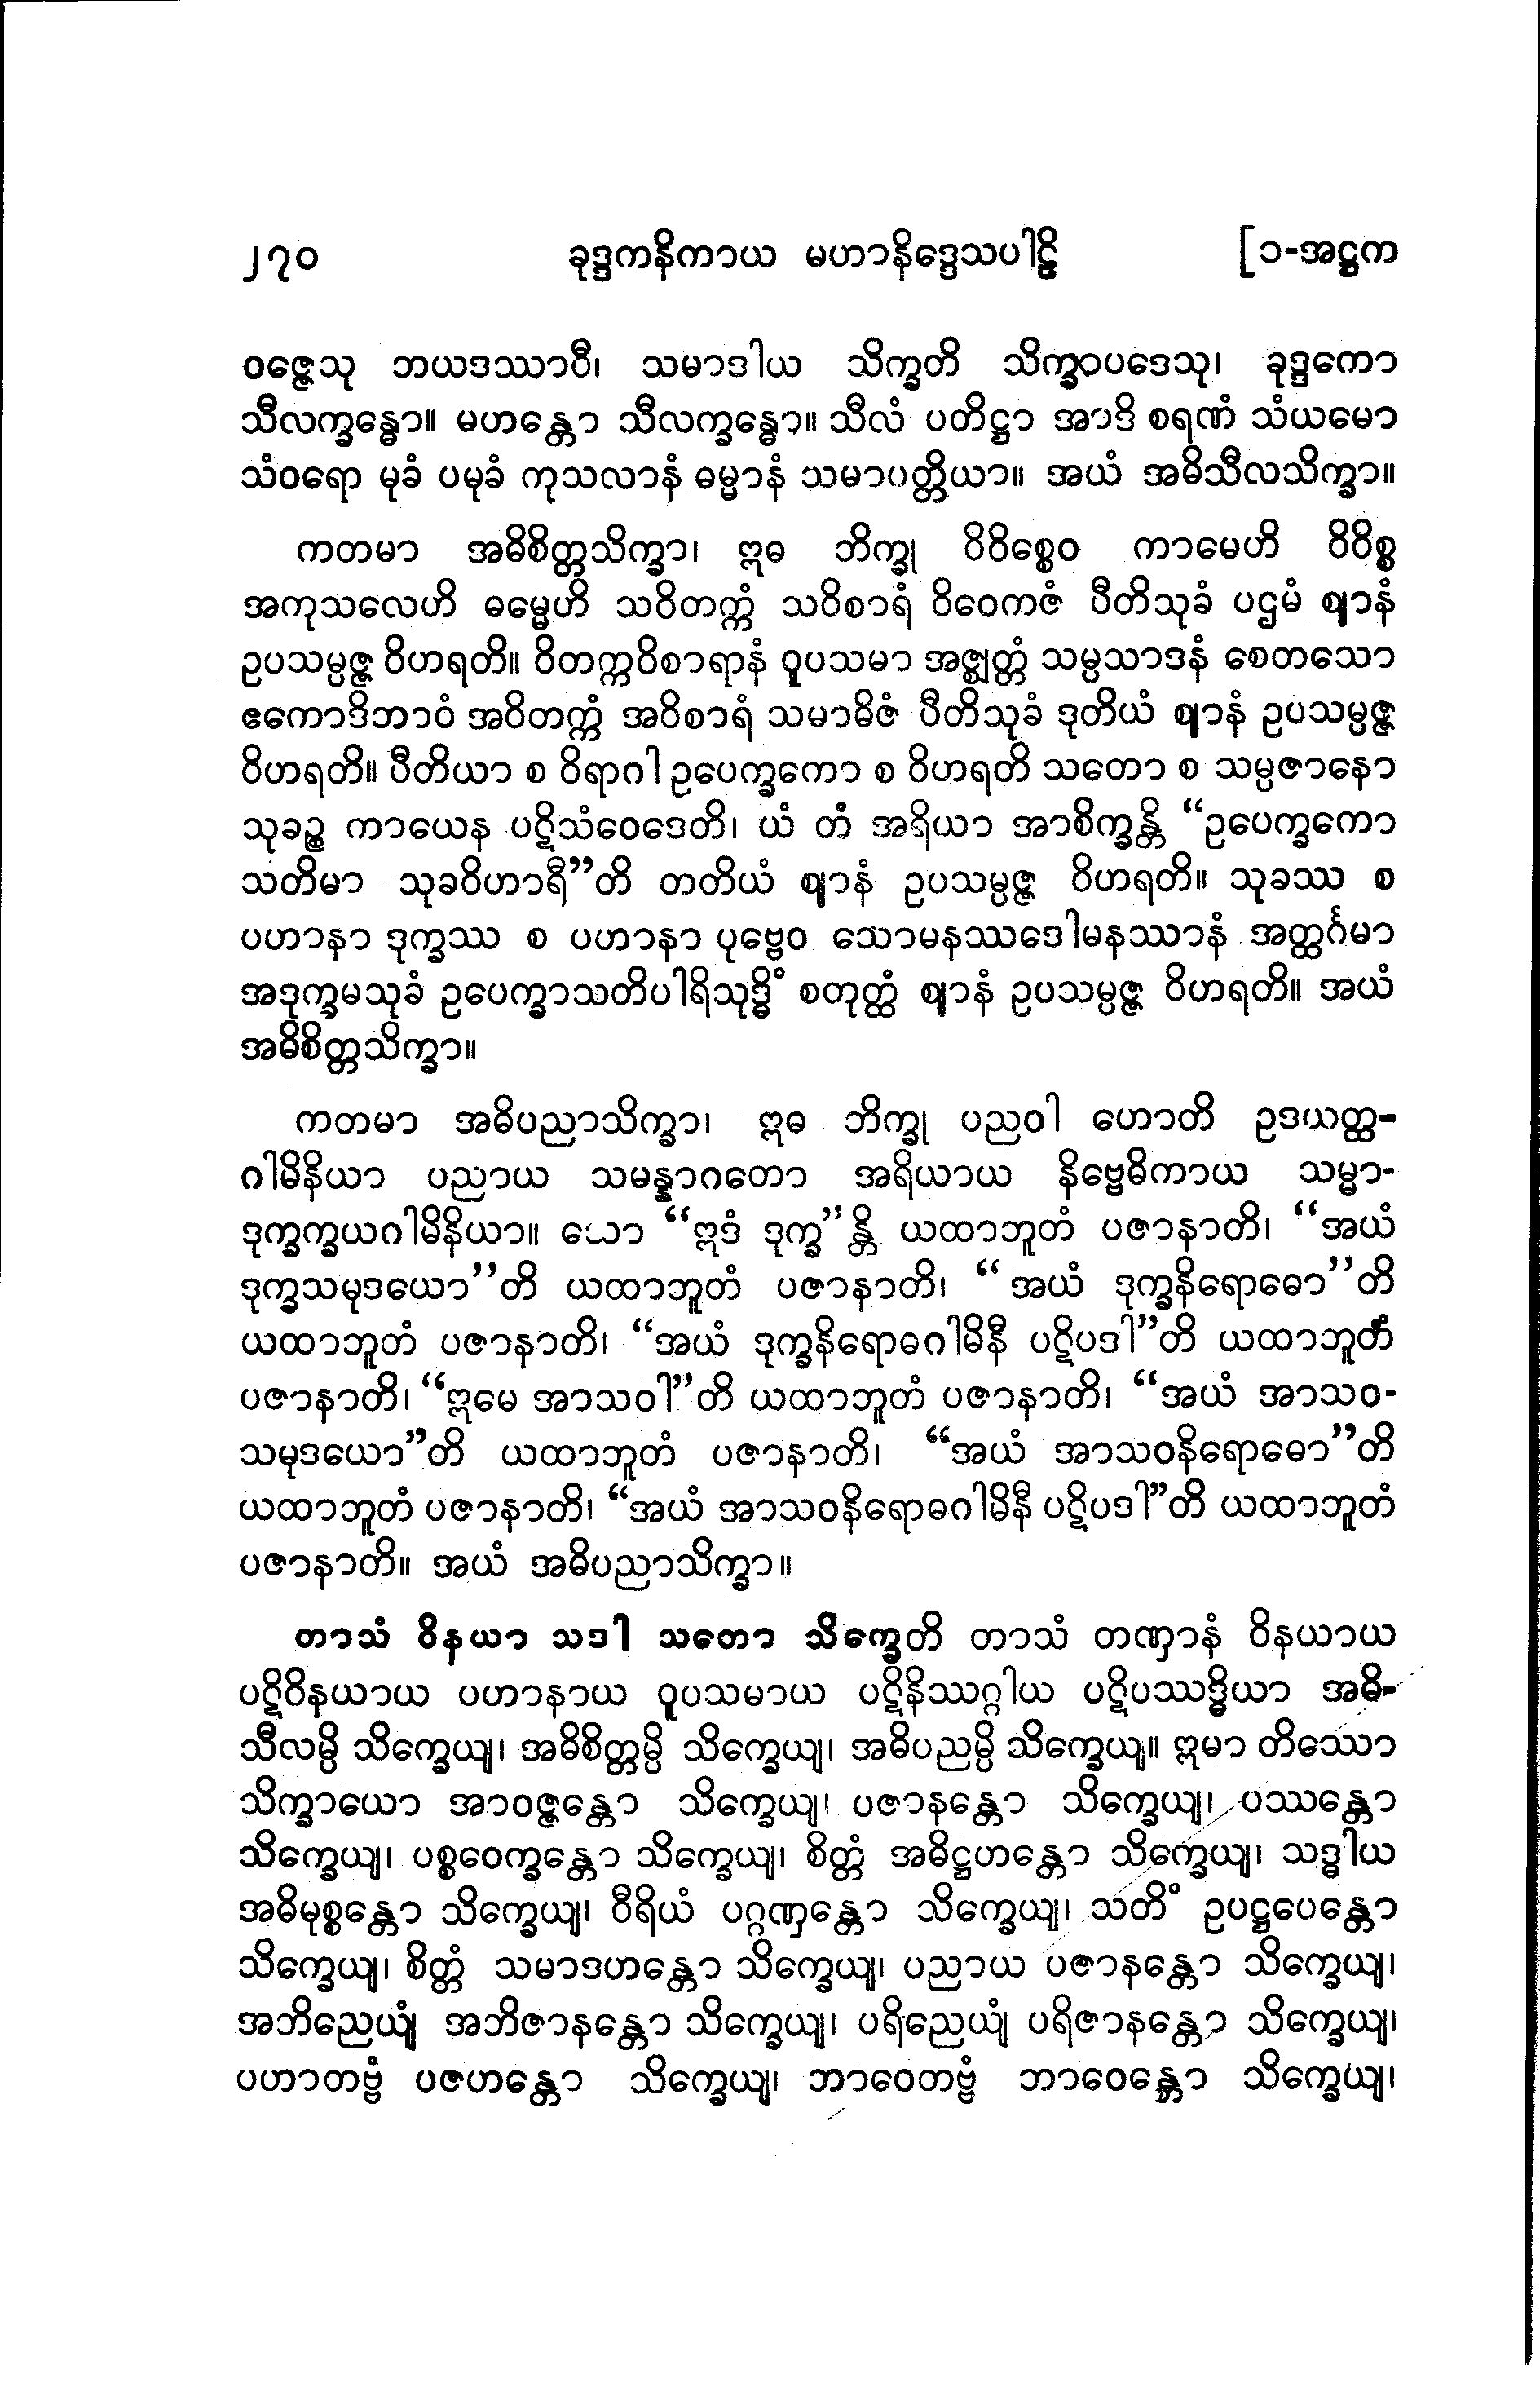 ၂၇၀ ခုဒ္ဒကနိကာယ မဟာနိဒ္ဒေသပါဠိ [၁-အဋ္ဌက
ဝဇ္ဇေသု ဘယဒဿာဝီ၊ သမာဒါယ သိက္ခတိ သိက္ခာပဒေသု၊ ခုဒ္ဒကော
သီလက္ခန္ဓော။ မဟန္တော သီလက္ခန္ဓော။ သီလံ ပတိဋ္ဌာ အာဒိ စရဏံ သံယမော
သံဝရော မုခံ ပမုခံ ကုသလာနံ ဓမ္မာနံ သမာပတ္တိယာ။ အယံ အဓိသီလသိက္ခာ။
ကတမာ အဓိစိတ္တသိက္ခာ၊ ဣဓ ဘိက္ခု ဝိဝိစ္စေဝ ကာမေဟိ ဝိဝိစ္စ
အကုသလေဟိ ဓမ္မေဟိ သဝိတက္ကံ သဝိစာရံ ဝိဝေကဇံ ပီတိသုခံ ပဌမံ ဈာနံ
ဥပသမ္ပဇ္ဇ ဝိဟရတိ။ ဝိတက္ကဝိစာရာနံ ဝူပသမာ အဇ္ဈတ္တံ သမ္ပသာဒနံ စေတသော
ဧကောဒိဘာဝံ အဝိတက္ကံ အဝိစာရံ သမာဓိဇံ ပီတိသုခံ ဒုတိယံ ဈာနံ ဥပသမ္ပဇ္ဇ
ဝိဟရတိ။ ပီတိယာ စ ဝိရာဂါ ဥပေက္ခကော စ ဝိဟရတိ သတော စ သမ္ပဇာနော
သုခဉ္စ ကာယေန ပဋိသံဝေဒေတိ၊ ယံ တံ အရိယာ အာစိက္ခန္တိ “ဥပေက္ခကော
သတိမာ သုခဝိဟာရီ”တိ တတိယံ ဈာနံ ဥပသမ္ပဇ္ဇ ဝိဟရတိ။ သုခဿ စ
ပဟာနာ ဒုက္ခဿ စ ပဟာနာ ပုဗ္ဗေဝ သောမနဿဒေါမနဿာနံ အတ္ထင်္ဂမာ
အဒုက္ခမသုခံ ဥပေက္ခာသတိပါရိသုဒ္ဓိံ စတုတ္ထံ ဈာနံ ဥပသမ္ပဇ္ဇ ဝိဟရတိ။ အယံ
အဓိစိတ္တသိက္ခာ။
ကတမာ အဓိပညာသိက္ခာ၊ ဣဓ ဘိက္ခု ပညဝါ ဟောတိ ဥဒယတ္ထ-
ဂါမိနိယာ ပညာယ သမန္နာဂတော အရိယာယ နိဗ္ဗေဓိကာယ သမ္မာ-
ဒုက္ခက္ခယဂါမိနိယာ။ ယော “ဣဒံ ဒုက္ခ”န္တိ ယထာဘူတံ ပဇာနာတိ၊ “အယံ
ဒုက္ခသမုဒယော”တိ ယထာဘူတံ ပဇာနာတိ၊ “အယံ ဒုက္ခနိရောဓော”တိ
ယထာဘူတံ ပဇာနာတိ၊ “အယံ ဒုက္ခနိရောဓဂါမိနီ ပဋိပဒါ”တိ ယထာဘူတံ
ပဇာနာတိ၊ “ဣမေ အာသဝါ”တိ ယထာဘူတံ ပဇာနာတိ၊ “အယံ အာသဝ-
သမုဒယော”တိ ယထာဘူတံ ပဇာနာတိ၊ “အယံ အာသဝနိရောဓော”တိ
ယထာဘူတံ ပဇာနာတိ၊ “အယံ အာသဝနိရောဓဂါမိနီ ပဋိပဒါ”တိ ယထာဘူတံ
ပဇာနာတိ။ အယံ အဓိပညာသိက္ခာ။
တာသံ ဝိနယာ သဒါ သတော သိက္ခေတိ တာသံ တဏှာနံ ဝိနယာယ
ပဋိဝိနယာယ ပဟာနာယ ဝူပသမာယ ပဋိနိဿဂ္ဂါယ ပဋိပဿဒ္ဓိယာ အဓိ-
သီလမ္ပိ သိက္ခေယျ၊ အဓိစိတ္တမ္ပိ သိက္ခေယျ၊ အဓိပညမ္ပိ သိက္ခေယျ။ ဣမာ တိဿော
သိက္ခာယော အာဝဇ္ဇန္တော သိက္ခေယျ၊ ပဇာနန္တော သိက္ခေယျ၊ ပဿန္တော
သိက္ခေယျ၊ ပစ္စဝေက္ခန္တော သိက္ခေယျ၊ စိတ္တံ အဓိဋ္ဌဟန္တော သိက္ခေယျ၊ သဒ္ဓါယ
အဓိမုစ္စန္တော သိက္ခေယျ၊ ဝီရိယံ ပဂ္ဂဏှန္တော သိက္ခေယျ၊ သတိံ ဥပဋ္ဌပေန္တော
သိက္ခေယျ၊ စိတ္တံ သမာဒဟန္တော သိက္ခေယျ၊ ပညာယ ပဇာနန္တော သိက္ခေယျ၊
အဘိညေယျံ အဘိဇာနန္တော သိက္ခေယျ၊ ပရိညေယျံ ပရိဇာနန္တော သိက္ခေယျ၊
ပဟာတဗ္ဗံ ပဇဟန္တော သိက္ခေယျ၊ ဘာဝေတဗ္ဗံ ဘာဝေန္တော သိက္ခေယျ၊